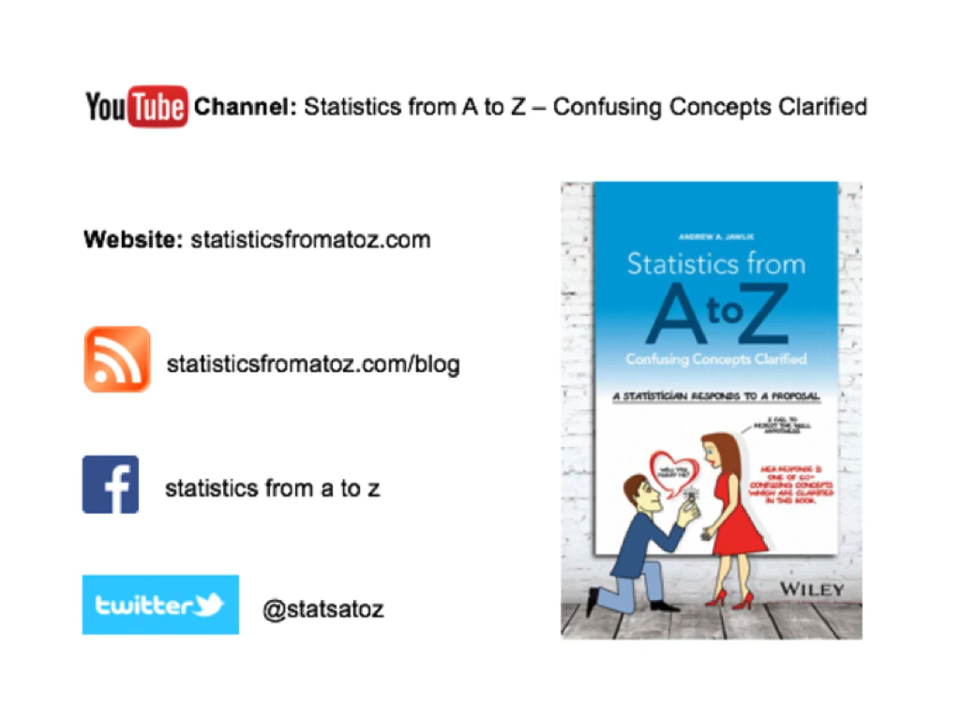 YouTube Channel: Statistics from A to Z – Confusing Concepts Clarified
Website: statisticsfromatoz.com
statisticsfromatoz.com/blog
statistics from a to z
twitter @statsatoz
ANDREW A. JAWLIK
Statistics from
A to Z
Confusing Concepts Clarified
A STATISTICIAN RESPONDS TO A PROPOSAL
I FAIL TO
REJECT THE NULL
HYPOTHESIS
WILL YOU
MARRY ME?
HER RESPONSE IS
ONE OF 60+
CONFUSING CONCEPTS
WHICH ARE CLARIFIED
IN THIS BOOK.
WILEY